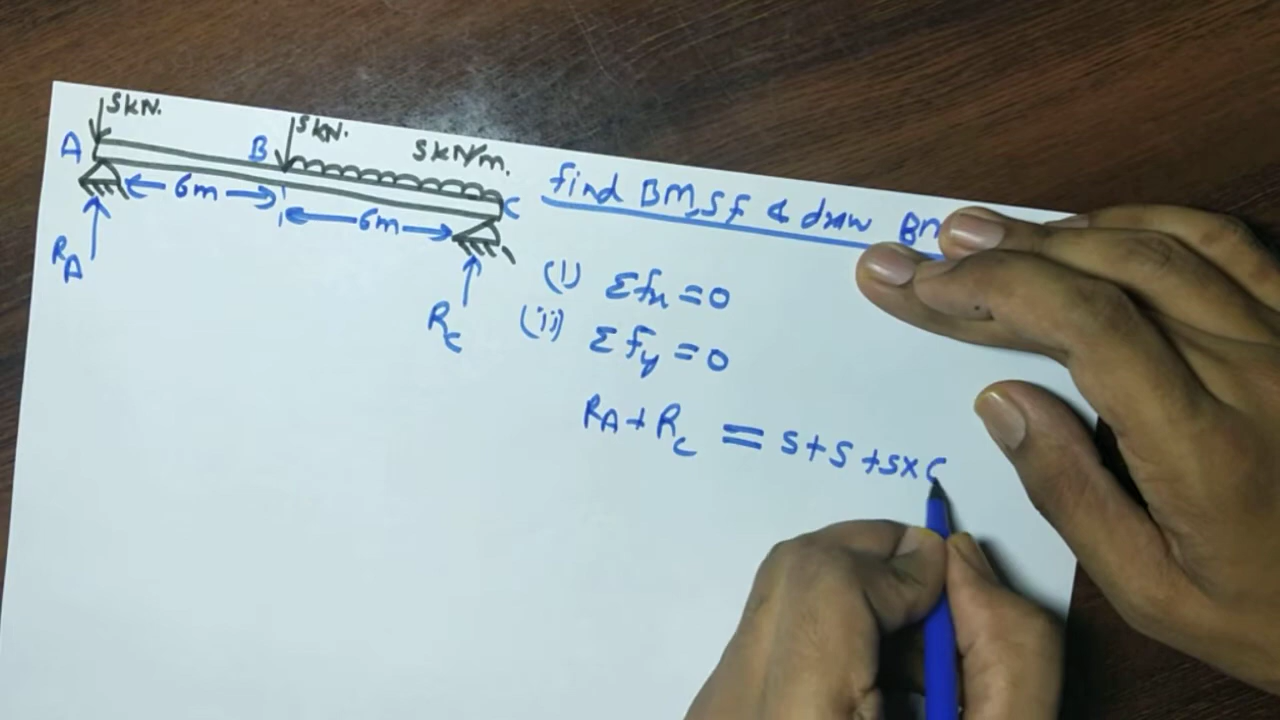 5kN.
5kN.
5kN/m.
A
B
C
6m
6m
RA
RC
find BM, Sf & draw BM
(i) Σfx = 0
(ii) Σfy = 0
RA + RC = 5+5+5×6